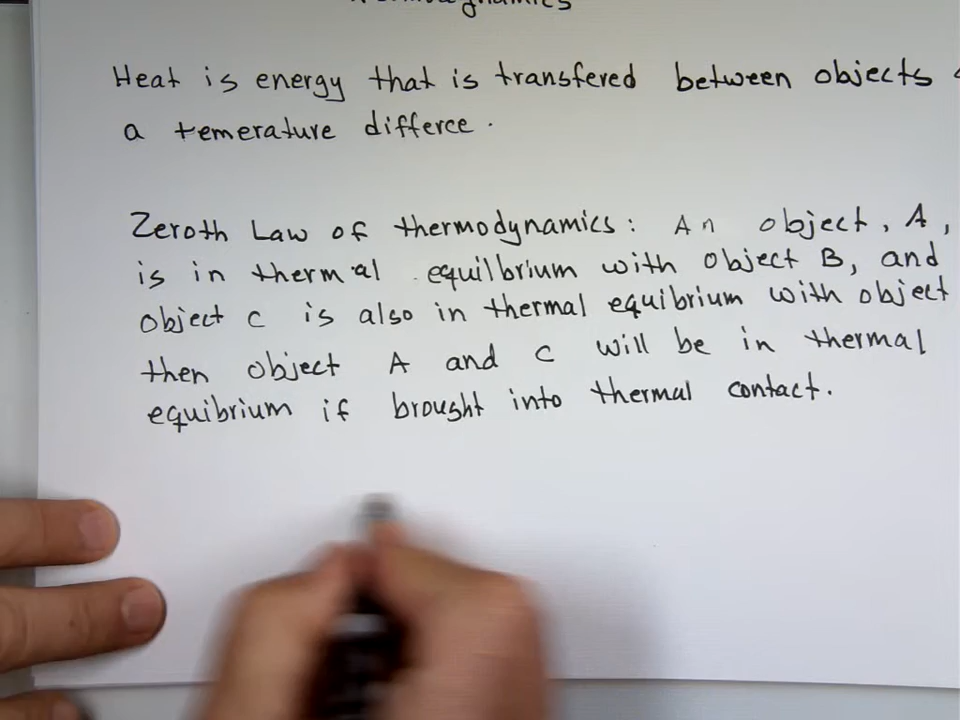 Thermodynamics
Heat is energy that is transfered between objects
a temerature differce.
Zeroth Law of thermodynamics: An object, A,
is in thermal equilbrium with object B, and
object C is also in thermal equibrium with object
then object A and C will be in thermal
equibrium if brought into thermal contact.